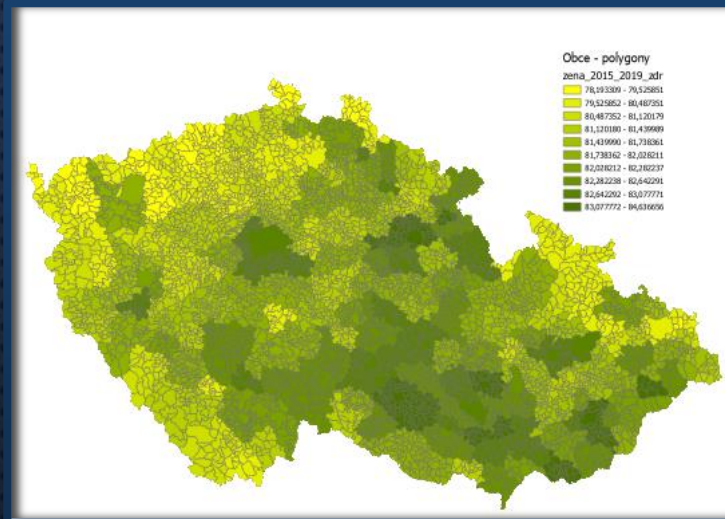 Obce - polygony
zena_2015_2019_zdr
78,193309 - 79,525851
79,525852 - 80,487351
80,487352 - 81,120179
81,120180 - 81,439989
81,439990 - 81,738361
81,738362 - 82,028211
82,028212 - 82,282237
82,282238 - 82,642291
82,642292 - 83,077771
83,077772 - 84,636656